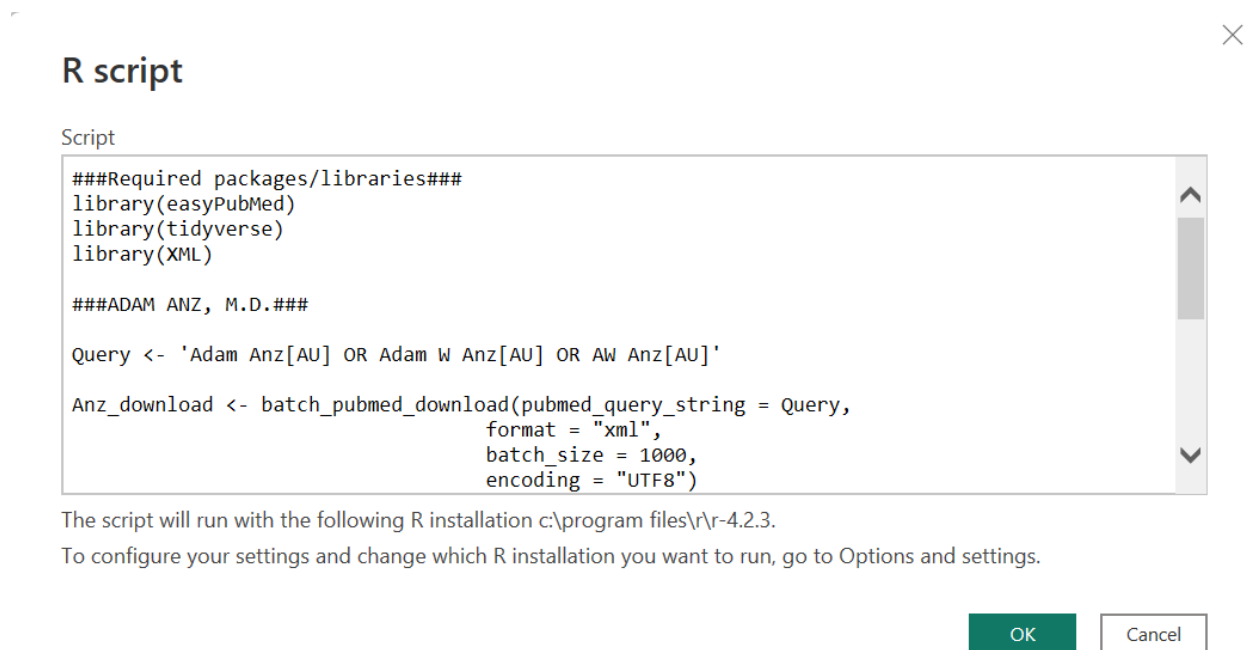 R script
Script
###Required packages/libraries###
library(easyPubMed)
library(tidyverse)
library(XML)
###ADAM ANZ, M.D.###
Query <- 'Adam Anz[AU] OR Adam W Anz[AU] OR AW Anz[AU]'
Anz_download <- batch_pubmed_download(pubmed_query_string = Query,
format = "xml",
batch_size = 1000,
encoding = "UTF8")
The script will run with the following R installation c:\program files\r\r-4.2.3.
To configure your settings and change which R installation you want to run, go to Options and settings.
OK
Cancel